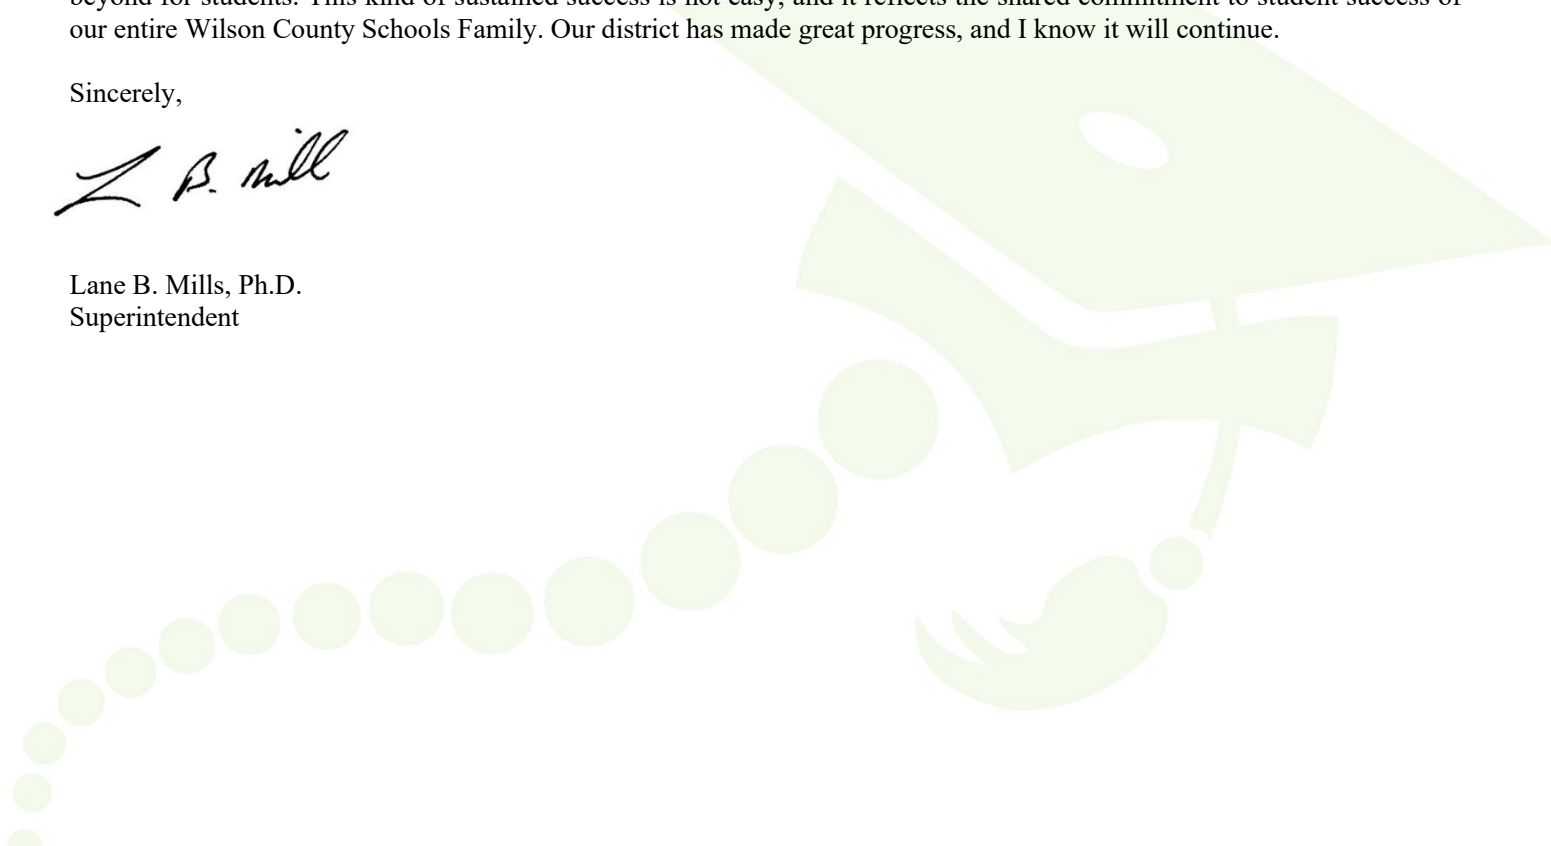 beyond for students. This kind of sustained success is not easy, and it reflects the shared commitment to student success of
our entire Wilson County Schools Family. Our district has made great progress, and I know it will continue.
Sincerely,
L B. Mill
Lane B. Mills, Ph.D.
Superintendent